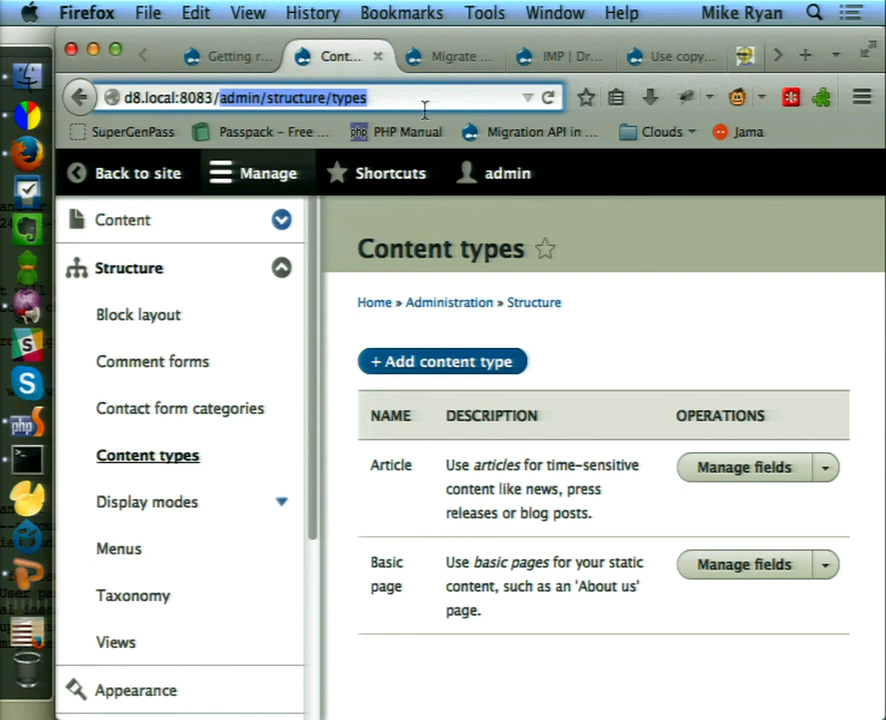 Firefox File Edit View History Bookmarks Tools Window Help Mike Ryan
Getting r... Cont... Migrate ... IMP | Dr... Use copy...
d8.local:8083/admin/structure/types
SuperGenPass Passpack - Free ... php PHP Manual Migration API in ... Clouds Jama
Back to site Manage Shortcuts admin
Content
Structure
Block layout
Comment forms
Contact form categories
Content types
Display modes
Menus
Taxonomy
Views
Appearance
Content types
Home » Administration » Structure
+ Add content type
NAME DESCRIPTION OPERATIONS
Article Use articles for time-sensitive Manage fields
content like news, press
releases or blog posts.
Basic Use basic pages for your static Manage fields
page content, such as an 'About us'
page.
S
php